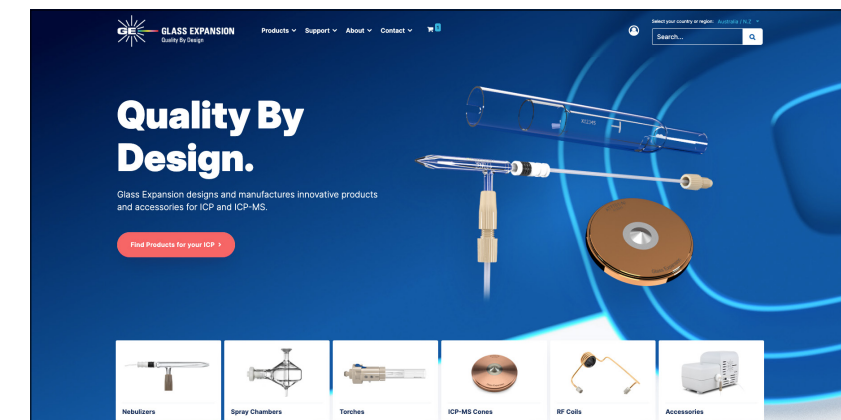 GE GLASS EXPANSION
Quality By Design
Products Support About Contact
Select your country or region: Australia / N.Z
Search...
Quality By
Design.
Glass Expansion designs and manufactures innovative products
and accessories for ICP and ICP-MS.
Find Products for your ICP >
Nebulizers Spray Chambers Torches ICP-MS Cones RF Coils Accessories